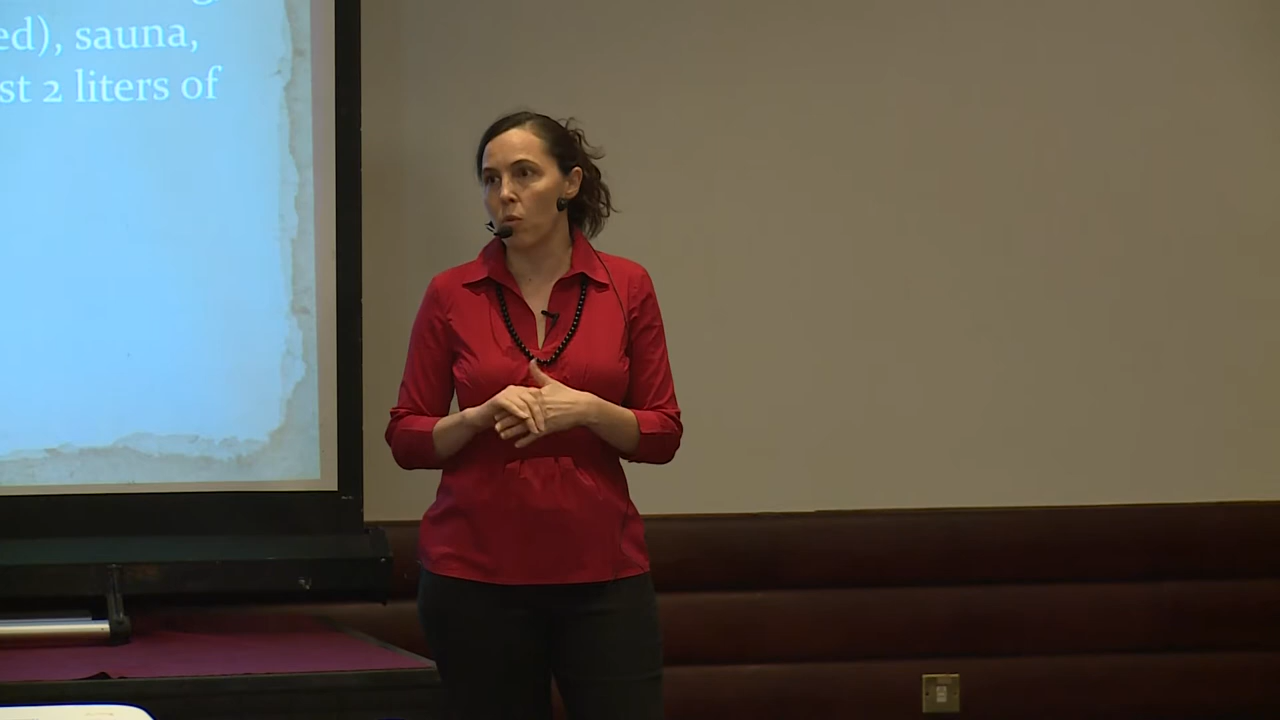 ed), sauna,
st 2 liters of